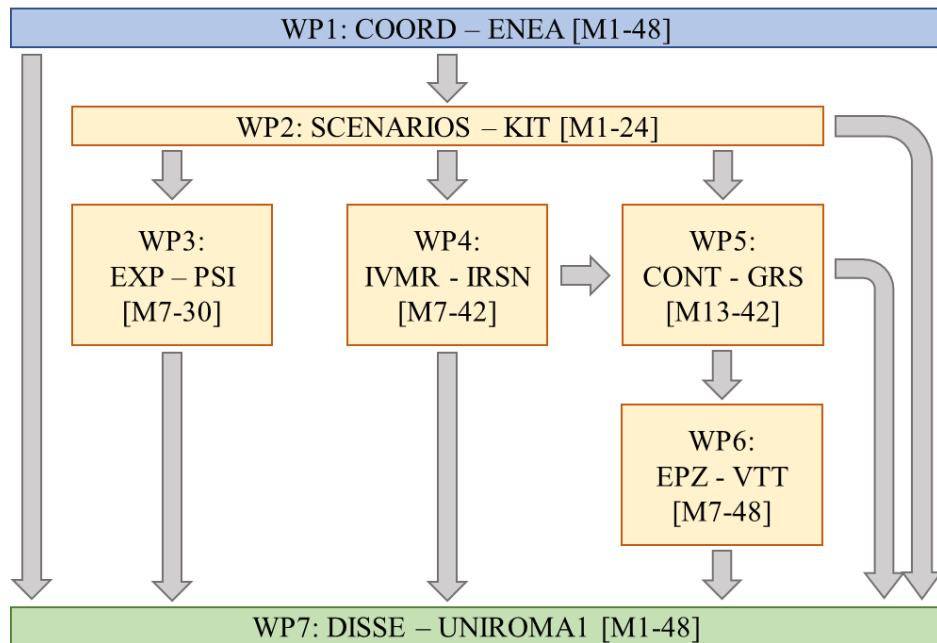 WP1: COORD – ENEA [M1-48]
WP2: SCENARIOS – KIT [M1-24]
WP3:
EXP – PSI
[M7-30]
WP4:
IVMR - IRSN
[M7-42]
WP5:
CONT - GRS
[M13-42]
WP6:
EPZ - VTT
[M7-48]
WP7: DISSE – UNIROMA1 [M1-48]